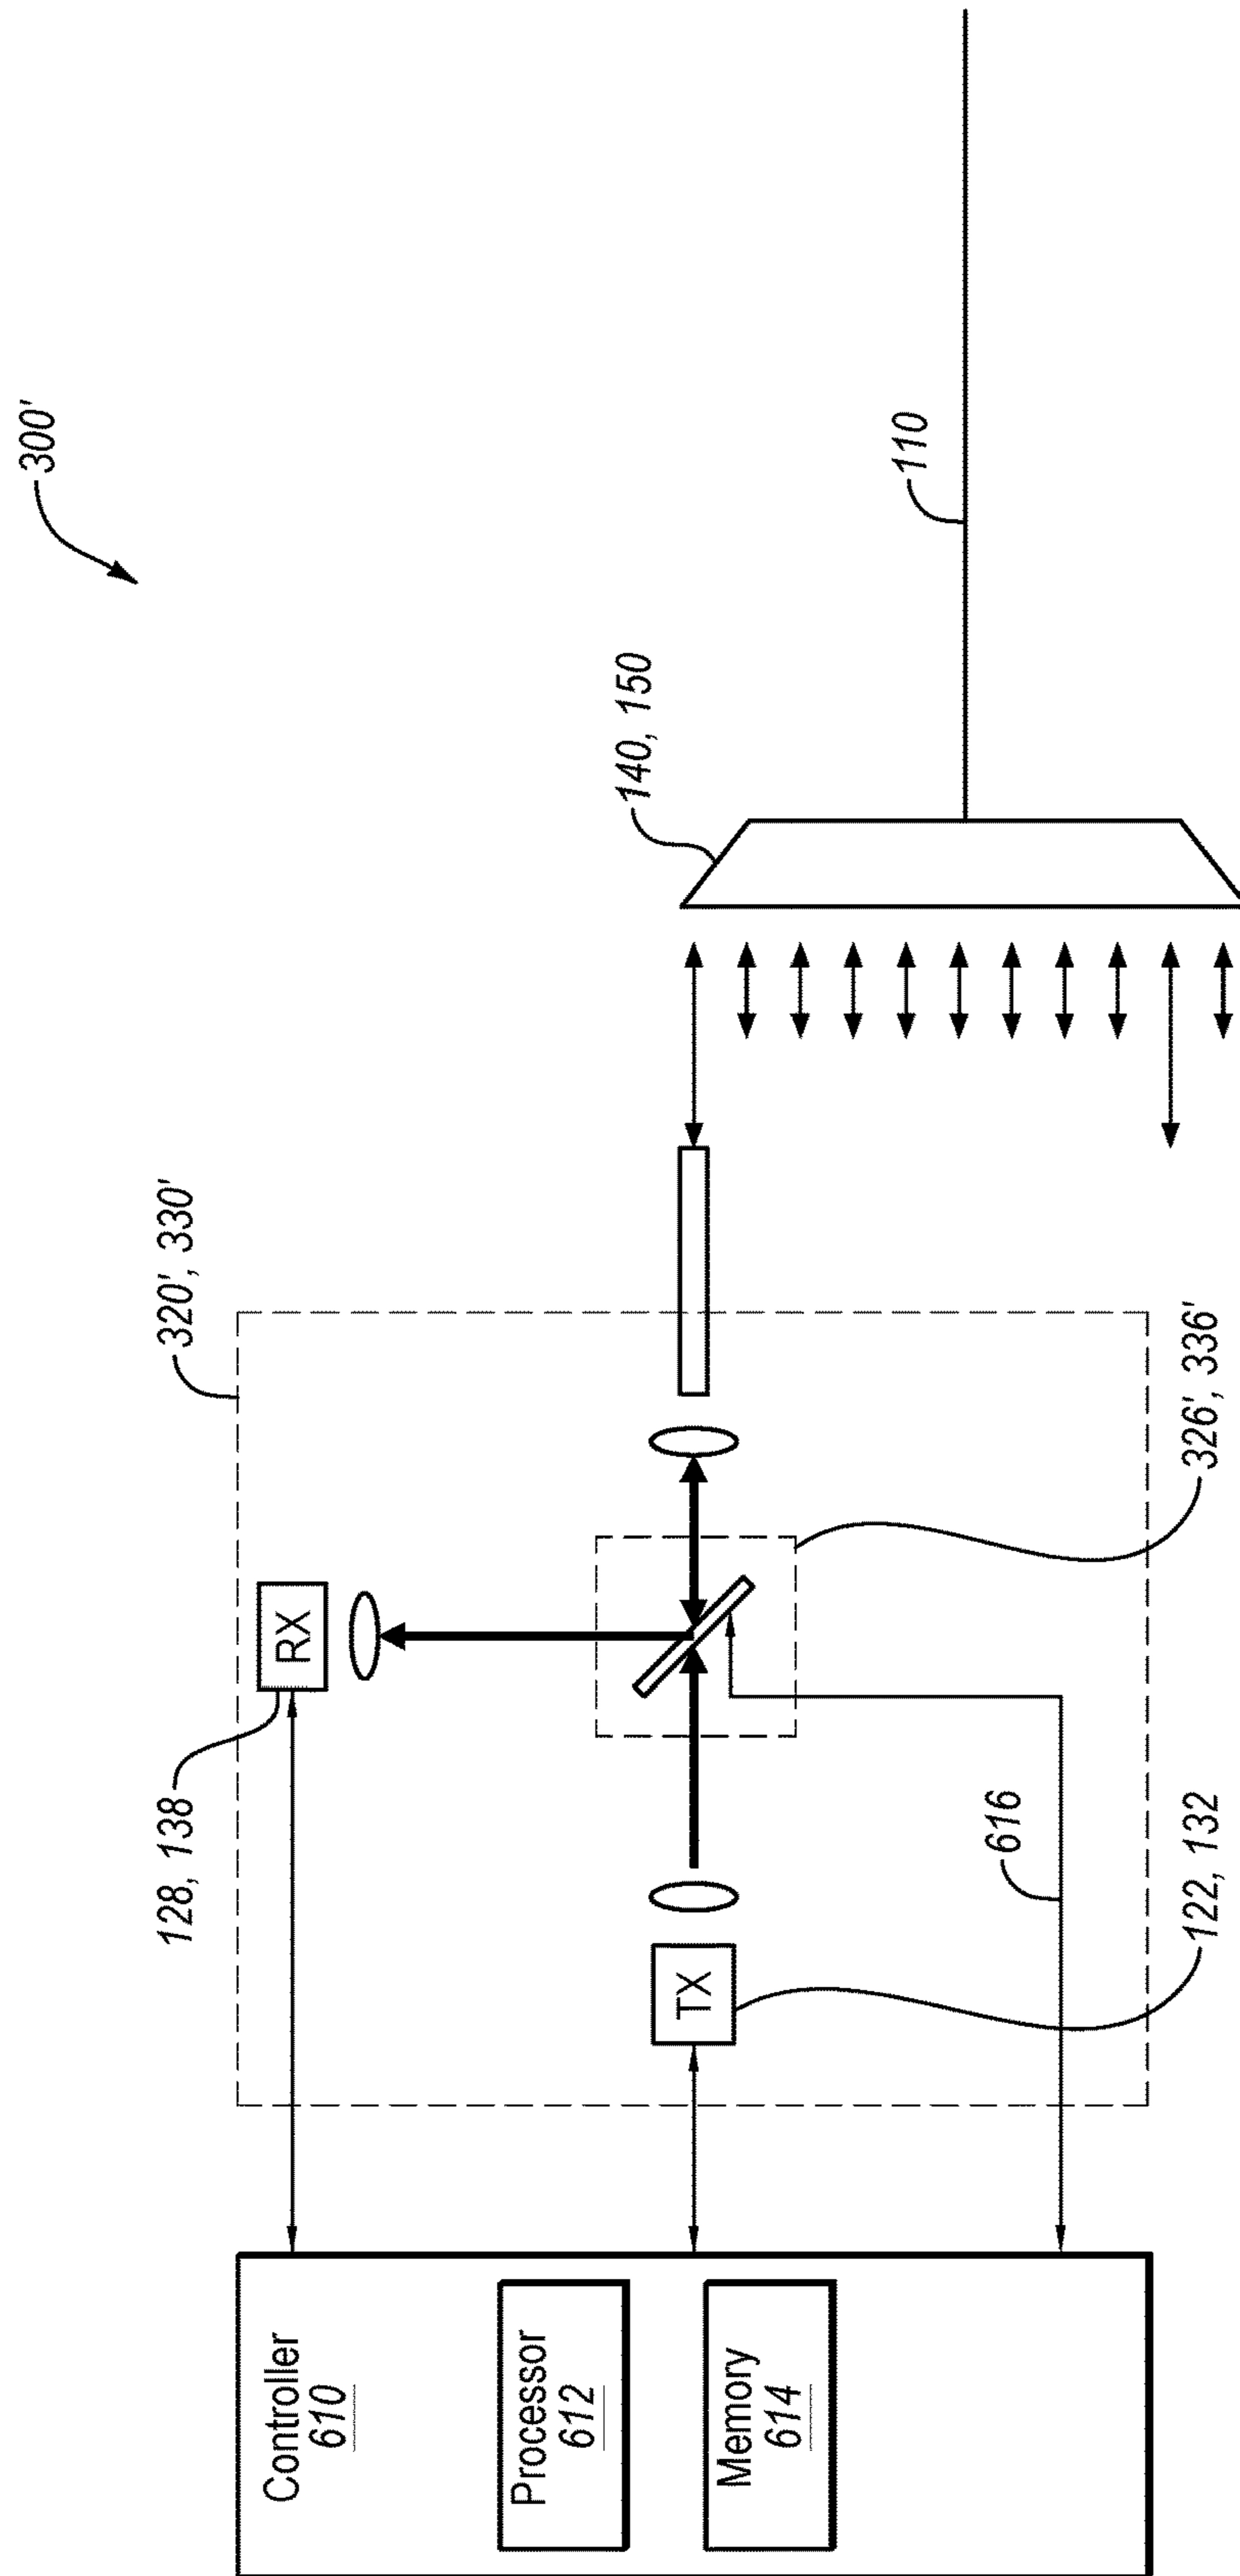 300'
320', 330'
128, 138
RX
140, 150
110
Controller
610
Processor
612
Memory
614
TX
616
122, 132
326', 336'